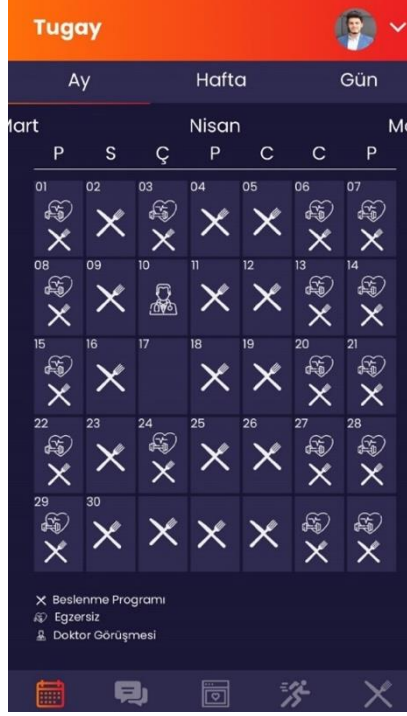 Tugay
Ay Hafta Gün
Mart Nisan Ma
P S Ç P C C P
01 02 03 04 05 06 07
08 09 10 11 12 13 14
15 16 17 18 19 20 21
22 23 24 25 26 27 28
29 30
Beslenme Programı
Egzersiz
Doktor Görüşmesi